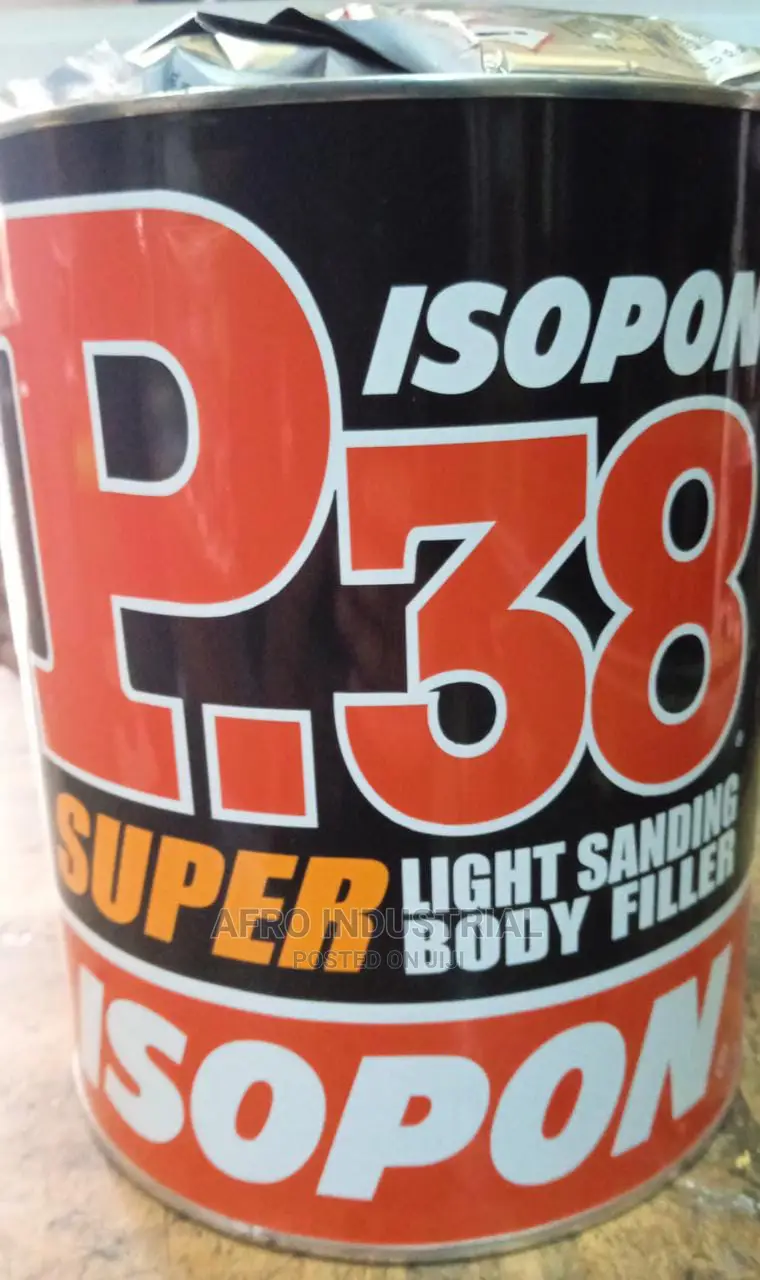 ISOPON
P.38
SUPER LIGHT SANDING
BODY FILLER
AFRO INDUSTRIAL
POSTED ON JIJI
ISOPON